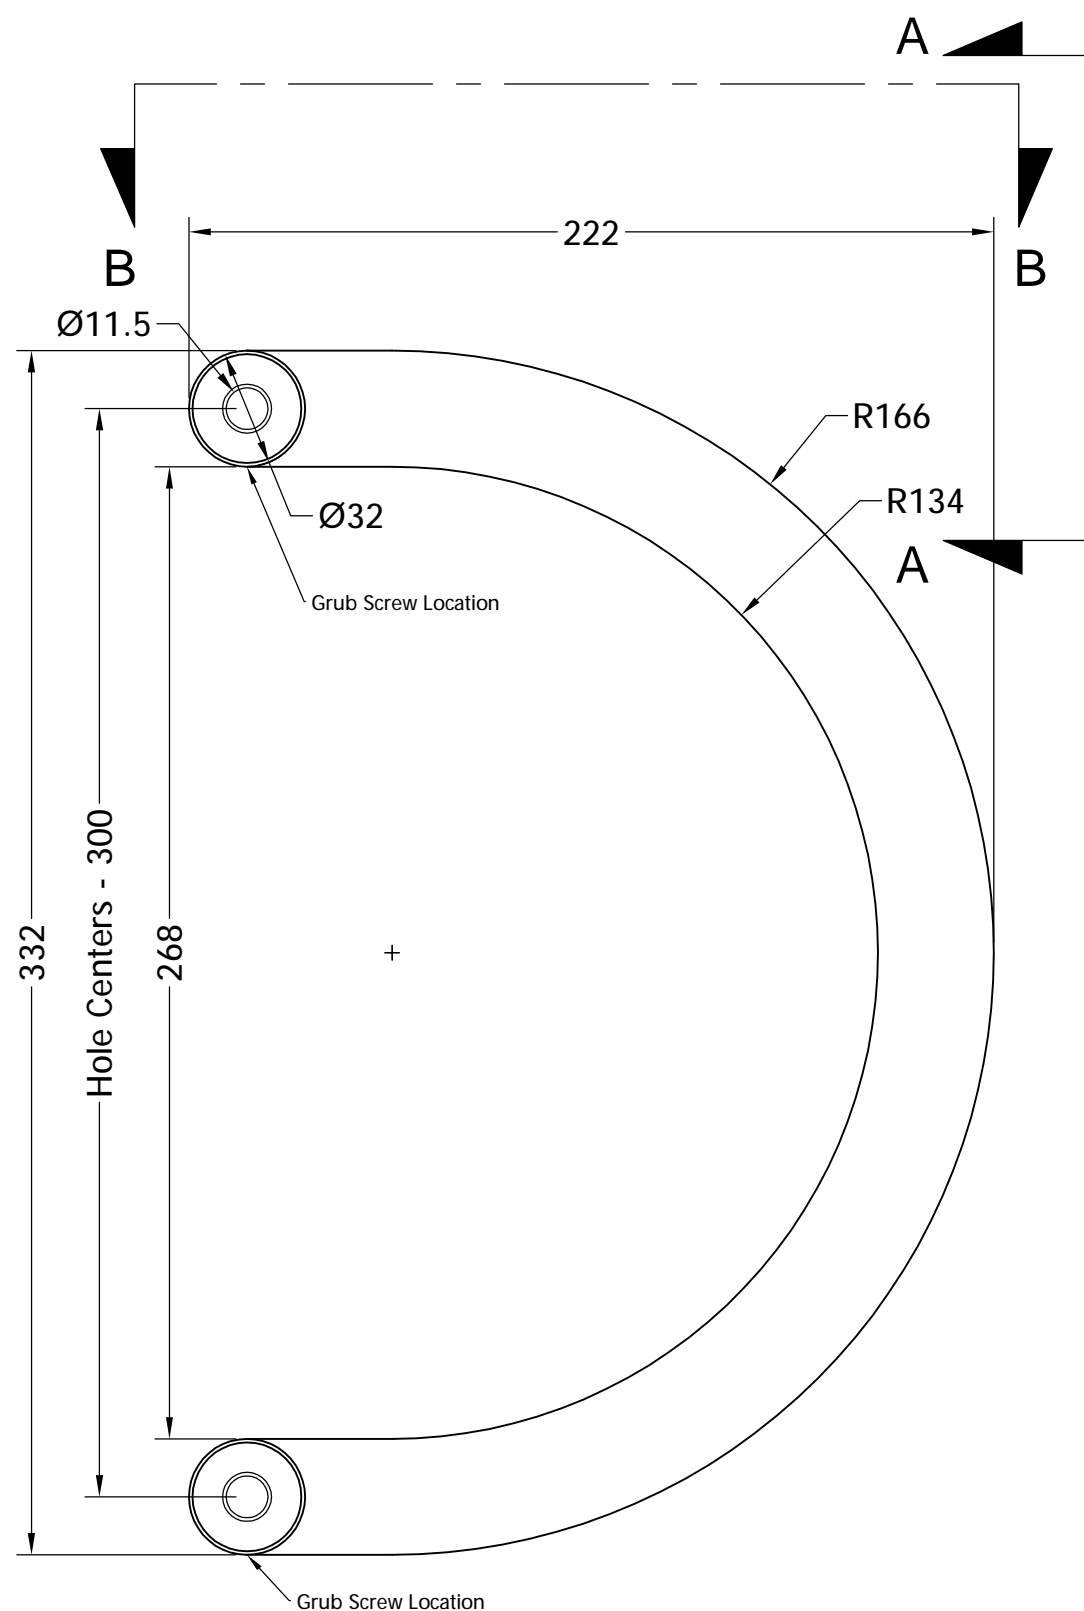 A
B
222
B
Ø11.5
R166
R134
Ø32
A
Grub Screw Location
Hole Centers - 300
332
268
Grub Screw Location